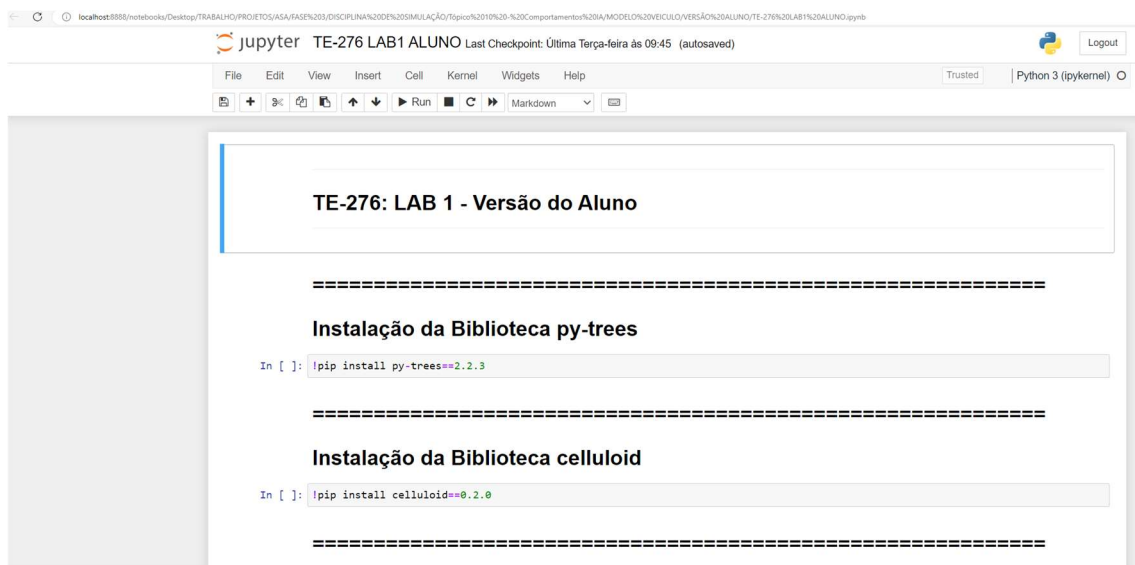 localhost:8888/notebooks/Desktop/TRABALHO/PROJETOS/ASA/FASE%203/DISCIPLINA%20DE%20SIMULAÇÃO/Tópico%2010%20-%20Comportamentos%20IA/MODELO%20VEICULO/VERSÃO%20ALUNO/TE-276%20LAB1%20ALUNO.ipynb
jupyter TE-276 LAB1 ALUNO Last Checkpoint: Última Terça-feira às 09:45 (autosaved)
Logout
File Edit View Insert Cell Kernel Widgets Help
Trusted
Python 3 (ipykernel)
Run
Markdown
TE-276: LAB 1 - Versão do Aluno
============================================================
Instalação da Biblioteca py-trees
In [ ]: !pip install py-trees==2.2.3
============================================================
Instalação da Biblioteca celluloid
In [ ]: !pip install celluloid==0.2.0
============================================================